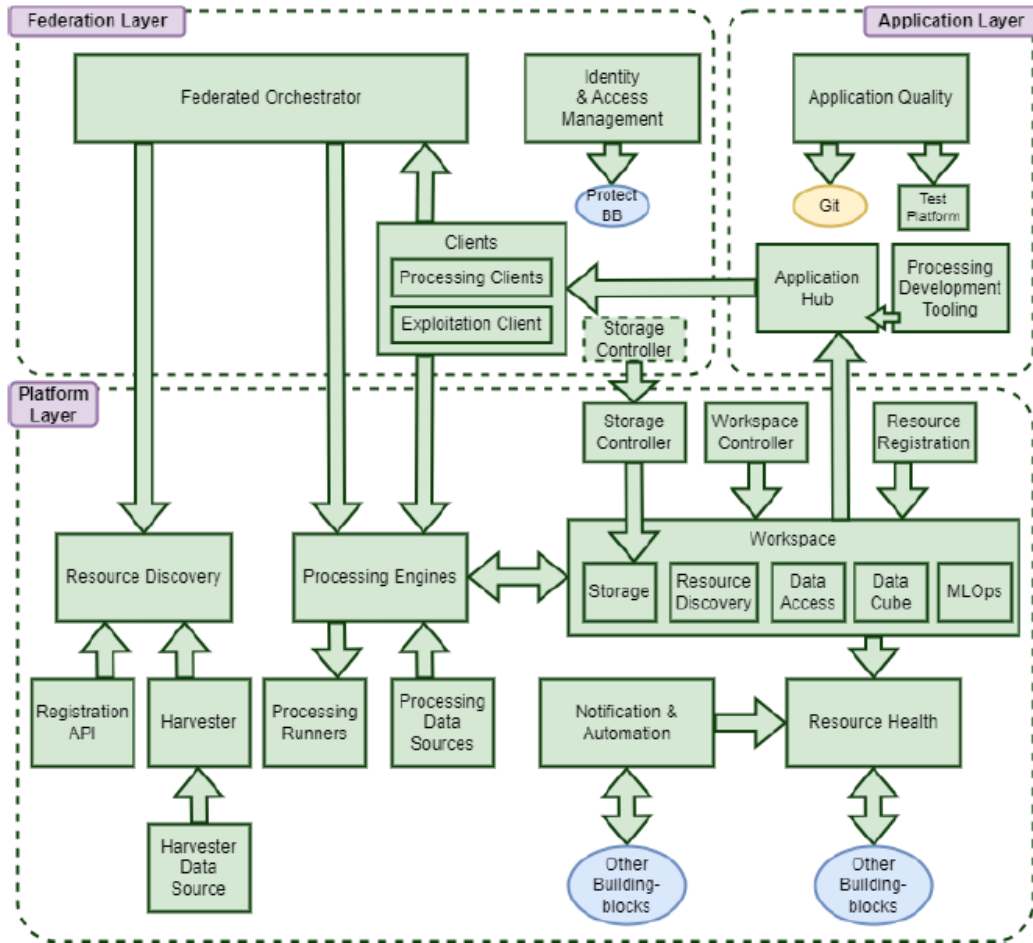 Federation Layer
Application Layer
Federated Orchestrator
Identity
& Access
Management
Application Quality
Protect
BB
Git
Test
Platform
Clients
Processing Clients
Exploitation Client
Application
Hub
Processing
Development
Tooling
Storage
Controller
Platform
Layer
Storage
Controller
Workspace
Controller
Resource
Registration
Workspace
Resource Discovery
Processing Engines
Storage
Resource
Discovery
Data
Access
Data
Cube
MLOps
Registration
API
Harvester
Processing
Runners
Processing
Data
Sources
Notification &
Automation
Resource Health
Harvester
Data
Source
Other
Building-
blocks
Other
Building-
blocks